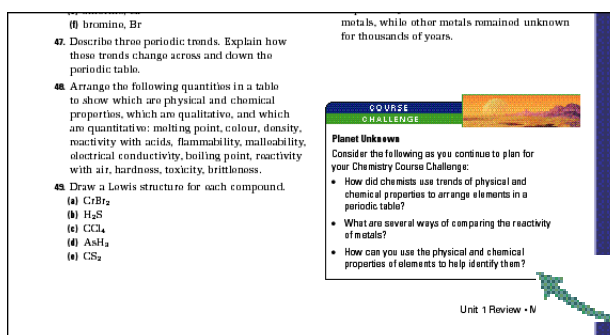 (f) bromine, Br
47. Describe three periodic trends. Explain how
these trends change across and down the
periodic table.
48. Arrange the following quantities in a table
to show which are physical and chemical
properties, which are qualitative, and which
are quantitative: melting point, colour, density,
reactivity with acids, flammability, malleability,
electrical conductivity, boiling point, reactivity
with air, hardness, toxicity, brittleness.
49. Draw a Lewis structure for each compound.
(a) CrBr₂
(b) H₂S
(c) CCl₄
(d) AsH₃
(e) CS₂
metals, while other metals remained unknown
for thousands of years.
COURSE
CHALLENGE
Planet Unknown
Consider the following as you continue to plan for
your Chemistry Course Challenge:
• How did chemists use trends of physical and
chemical properties to arrange elements in a
periodic table?
• What are several ways of comparing the reactivity
of metals?
• How can you use the physical and chemical
properties of elements to help identify them?
Unit 1 Review • M